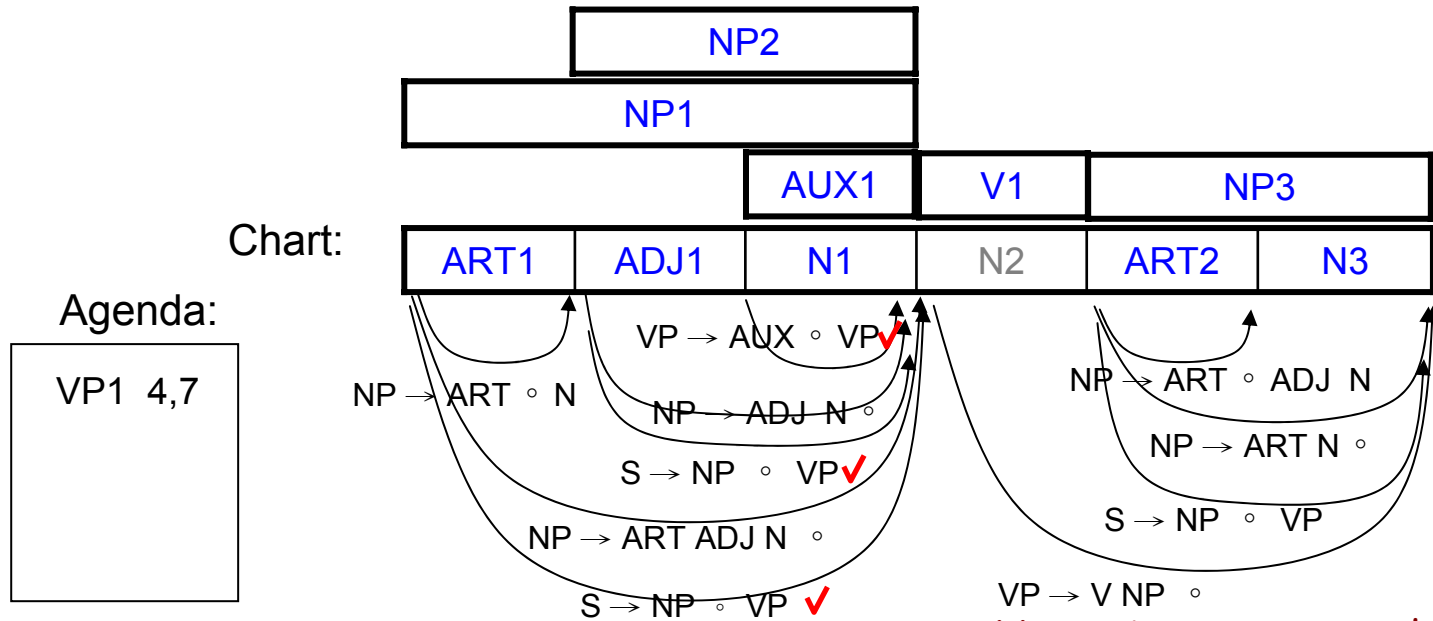 NP2
NP1
AUX1 V1 NP3
Chart:
ART1 ADJ1 N1 N2 ART2 N3
Agenda:
VP1 4,7
VP → AUX ◦ VP✓
NP → ART ◦ N
NP → ART ◦ ADJ N
NP → ADJ N ◦
NP → ART N ◦
S → NP ◦ VP✓
S → NP ◦ VP
NP → ART ADJ N ◦
VP → V NP ◦
S → NP ◦ VP ✓